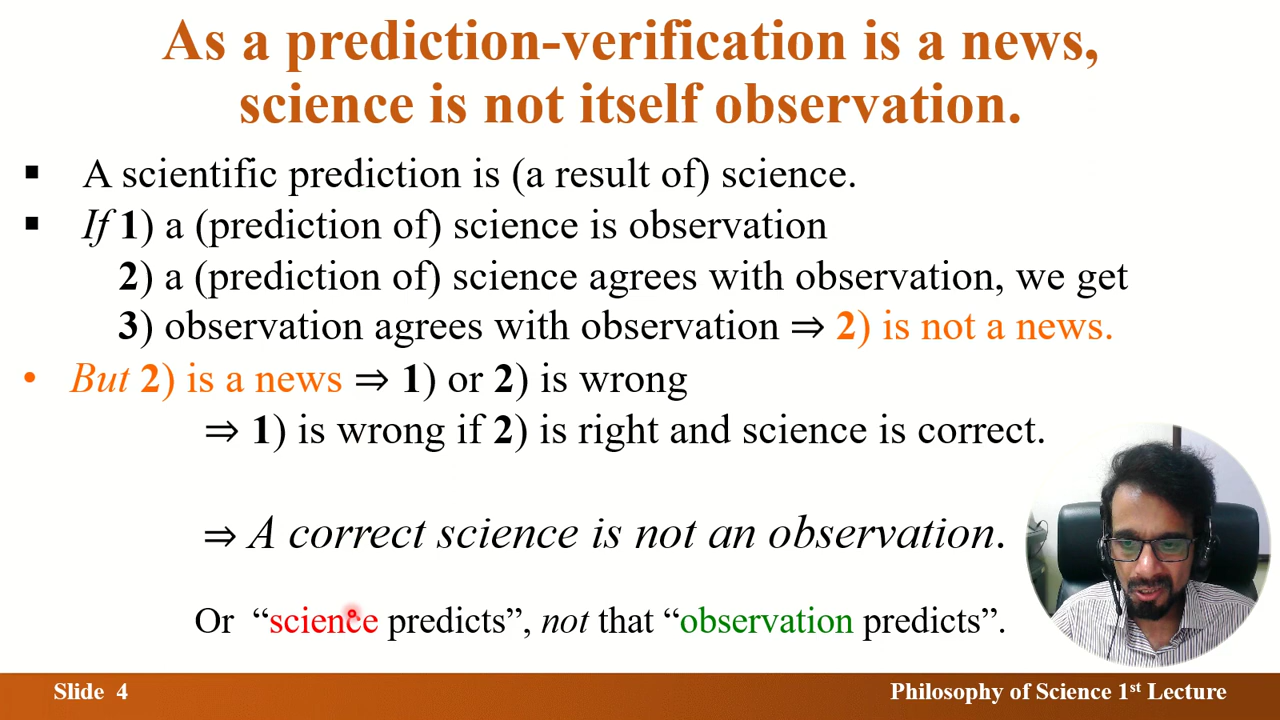 As a prediction-verification is a news,
science is not itself observation.
▪ A scientific prediction is (a result of) science.
▪ If 1) a (prediction of) science is observation
2) a (prediction of) science agrees with observation, we get
3) observation agrees with observation ⇒ 2) is not a news.
• But 2) is a news ⇒ 1) or 2) is wrong
⇒ 1) is wrong if 2) is right and science is correct.
⇒ A correct science is not an observation.
Or “science predicts”, not that “observation predicts”.
Slide 4 Philosophy of Science 1st Lecture